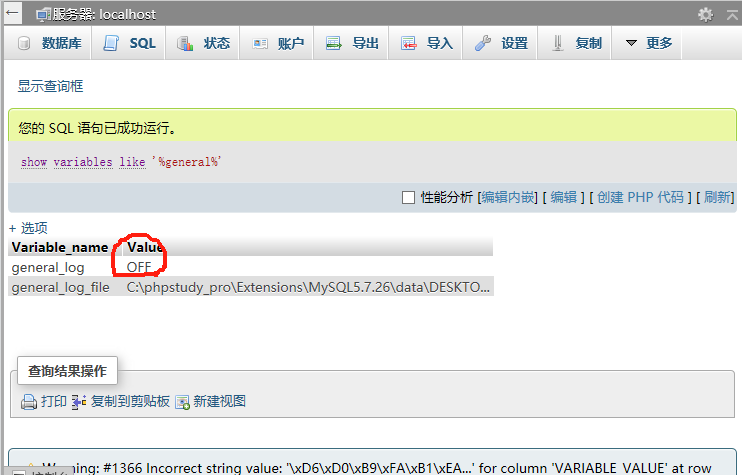 服务器: localhost
数据库 SQL 状态 账户 导出 导入 设置 复制 更多
显示查询框
您的 SQL 语句已成功运行。
show variables like '%general%'
性能分析 [编辑内嵌] [ 编辑 ] [ 创建 PHP 代码 ] [ 刷新]
+ 选项
Variable_name Value
general_log OFF
general_log_file C:\phpstudy_pro\Extensions\MySQL5.7.26\data\DESKTO...
查询结果操作
打印 复制到剪贴板 新建视图
#1366 Incorrect string value: '\xD6\xD0\xB9\xFA\xB1\xEA...' for column 'VARIABLE_VALUE' at row